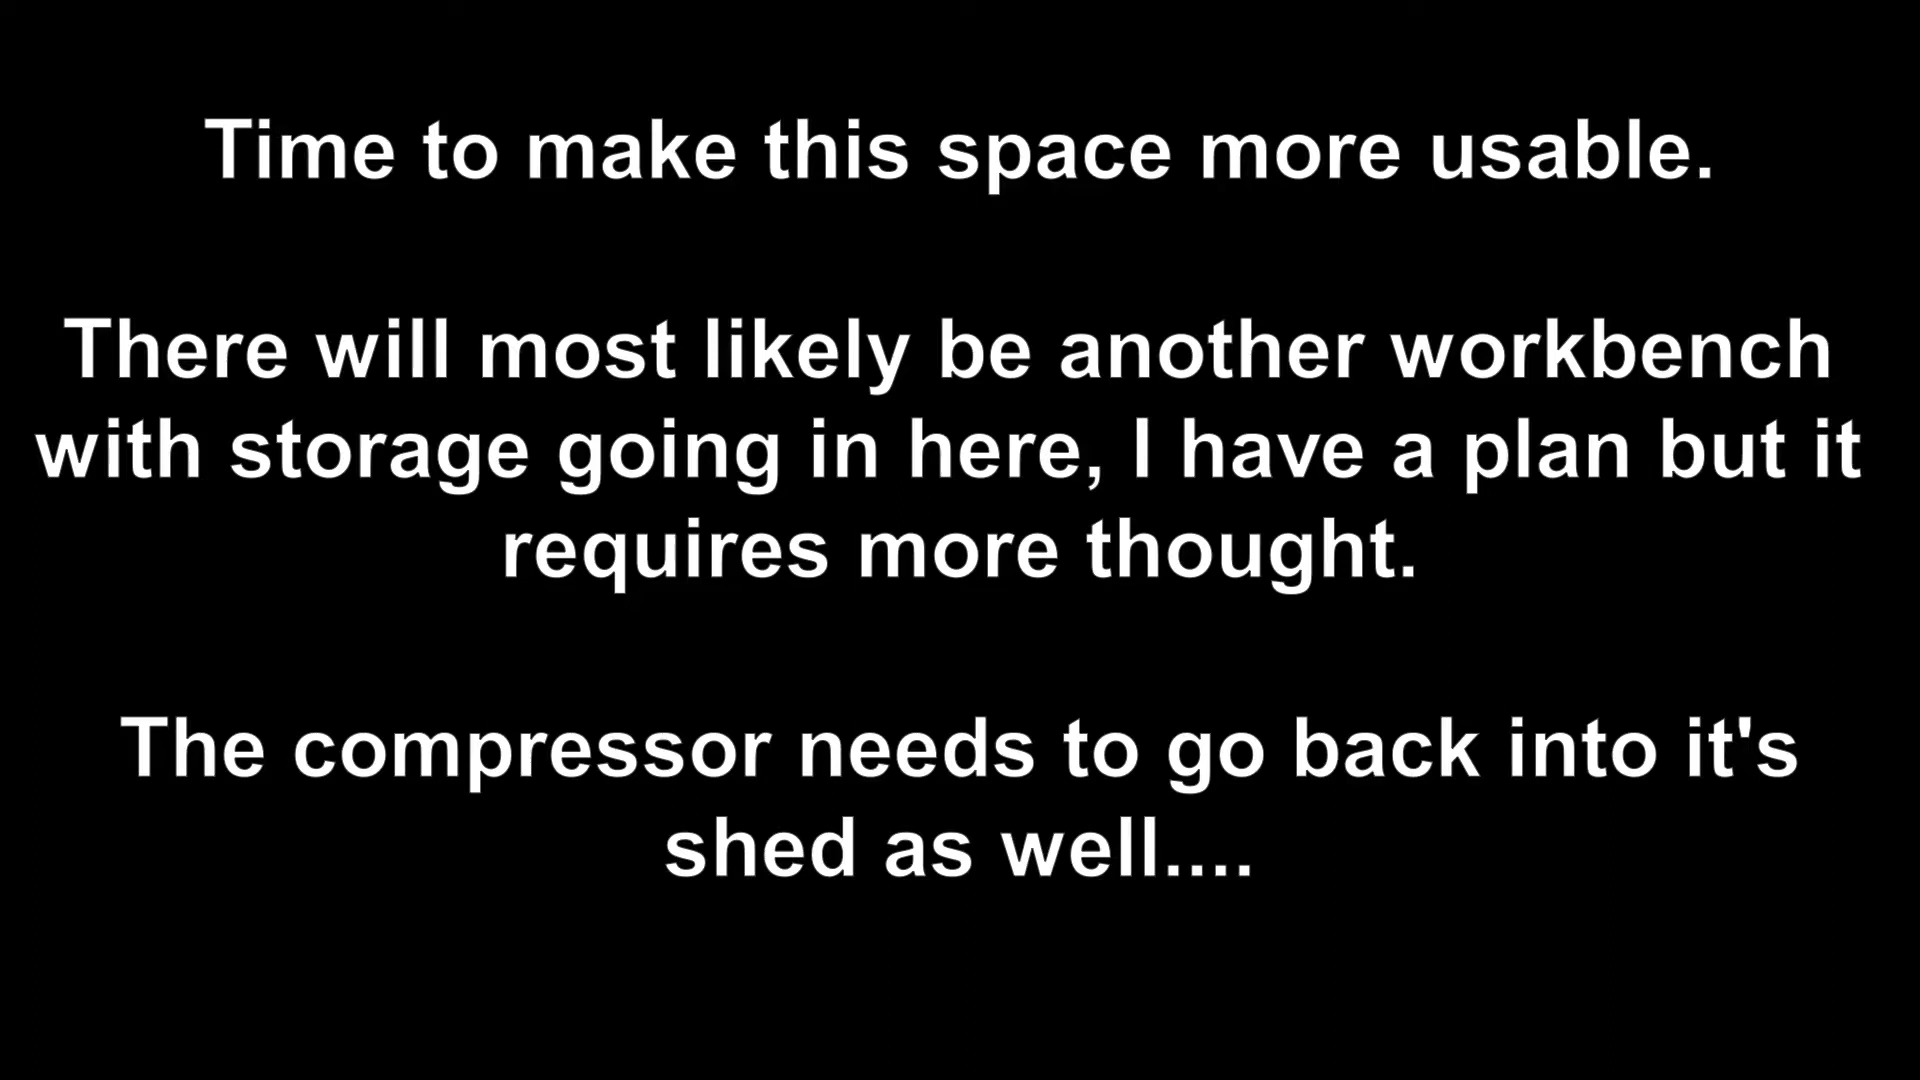 Time to make this space more usable.
There will most likely be another workbench
with storage going in here, I have a plan but it
requires more thought.
The compressor needs to go back into it's
shed as well....